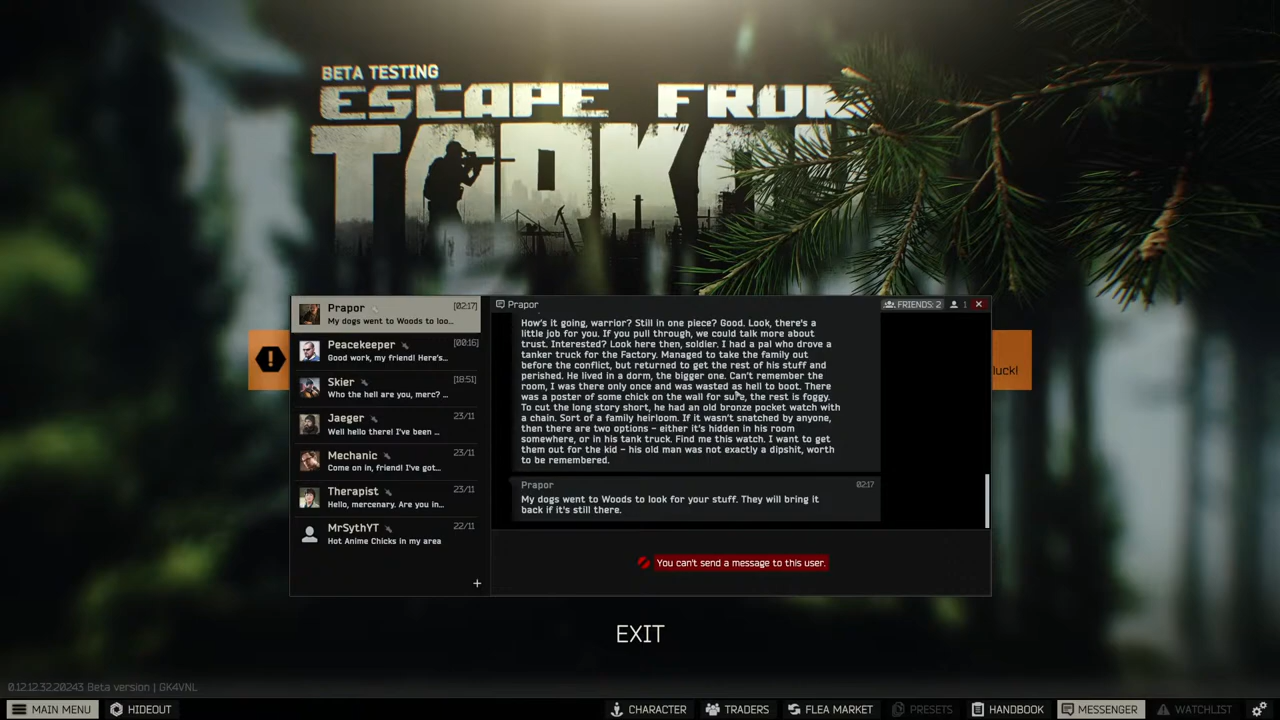 BETA TESTING
ESCAPE FROM
TARKOV
Prapor
[02:17]
My dogs went to Woods to loo...
Peacekeeper
[00:16]
Good work, my friend! Here's...
Skier
[18:51]
Who the hell are you, merc? ...
Jaeger
23/11
Well hello there! I've been ...
Mechanic
23/11
Come on in, friend! I've got...
Therapist
23/11
Hello, mercenary. Are you in...
MrSythYT
22/11
Hot Anime Chicks in my area
+
Prapor
FRIENDS: 2
1
How's it going, warrior? Still in one piece? Good. Look, there's a
little job for you. If you pull through, we could talk more about
trust. Interested? Look here then, soldier. I had a pal who drove a
tanker truck for the Factory. Managed to take the family out
before the conflict, but returned to get the rest of his stuff and
perished. He lived in a dorm, the bigger one. Can't remember the
room, I was there only once and was wasted as hell to boot. There
was a poster of some chick on the wall for sure, the rest is foggy.
To cut the long story short, he had an old bronze pocket watch with
a chain. Sort of a family heirloom. If it wasn't snatched by anyone,
then there are two options – either it's hidden in his room
somewhere, or in his tank truck. Find me this watch. I want to get
them out for the kid – his old man was not exactly a dipshit, worth
to be remembered.
Prapor
02:17
My dogs went to Woods to look for your stuff. They will bring it
back if it's still there.
You can't send a message to this user.
luck!
EXIT
0.12.12.32.20243 Beta version | GK4VNL
MAIN MENU
HIDEOUT
CHARACTER
TRADERS
FLEA MARKET
PRESETS
HANDBOOK
MESSENGER
WATCHLIST